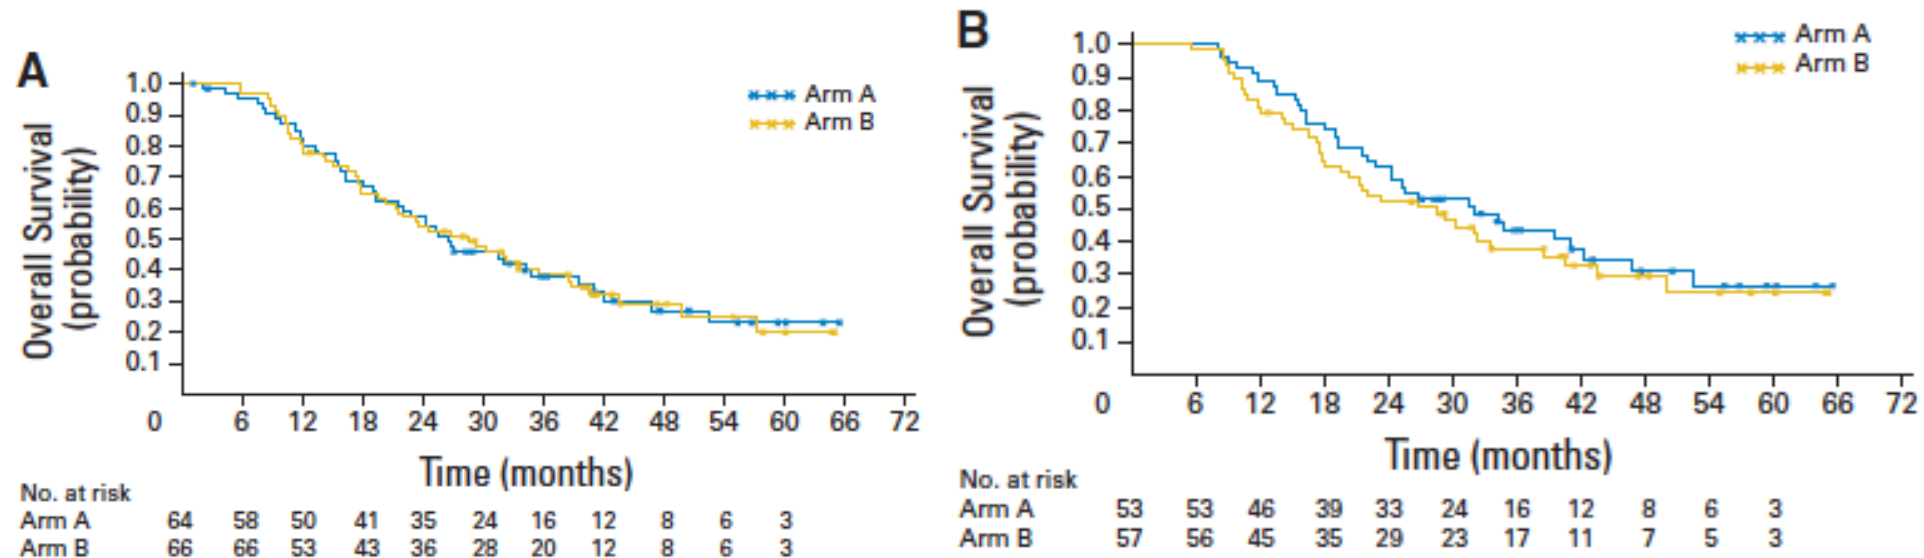 A
Overall Survival
(probability)
1.0
0.9
0.8
0.7
0.6
0.5
0.4
0.3
0.2
0.1
Arm A
Arm B
0 6 12 18 24 30 36 42 48 54 60 66 72
Time (months)
No. at risk
Arm A 64 58 50 41 35 24 16 12 8 6 3
Arm B 66 66 53 43 36 28 20 12 8 6 3
B
Overall Survival
(probability)
1.0
0.9
0.8
0.7
0.6
0.5
0.4
0.3
0.2
0.1
Arm A
Arm B
0 6 12 18 24 30 36 42 48 54 60 66 72
Time (months)
No. at risk
Arm A 53 53 46 39 33 24 16 12 8 6 3
Arm B 57 56 45 35 29 23 17 11 7 5 3